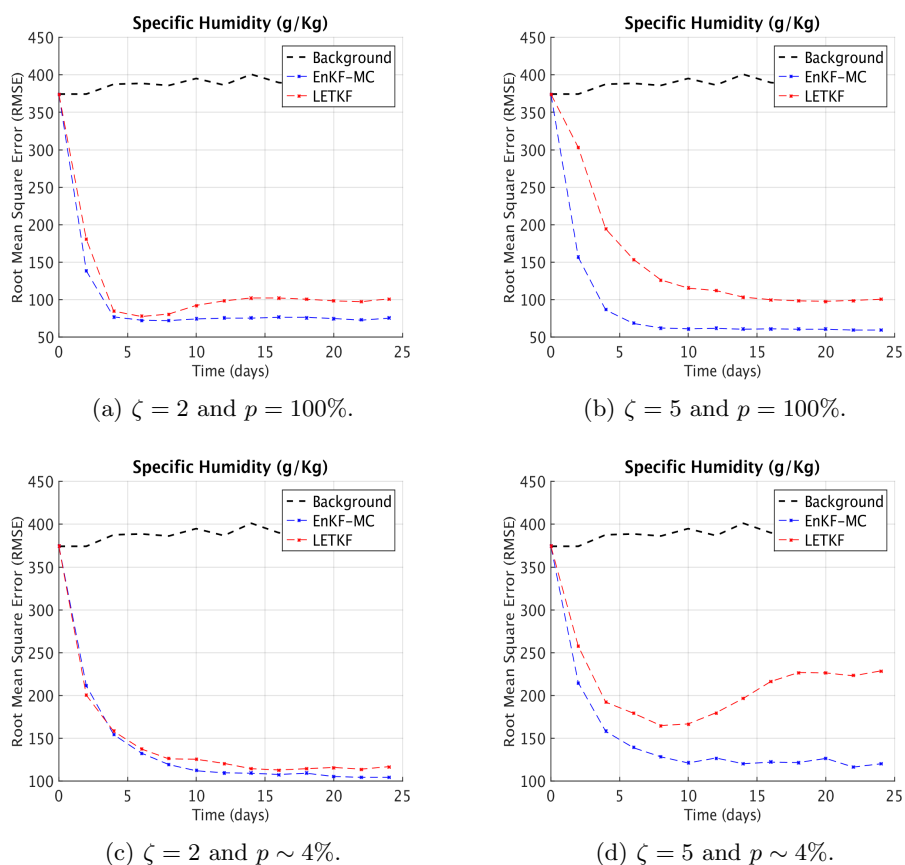 Specific Humidity (g/Kg)
Root Mean Square Error (RMSE)
450
400
350
300
250
200
150
100
50
Background
EnKF-MC
LETKF
0 5 10 15 20 25
Time (days)
(a) ζ = 2 and p = 100%.
Specific Humidity (g/Kg)
Root Mean Square Error (RMSE)
450
400
350
300
250
200
150
100
50
Background
EnKF-MC
LETKF
0 5 10 15 20 25
Time (days)
(b) ζ = 5 and p = 100%.
Specific Humidity (g/Kg)
Root Mean Square Error (RMSE)
450
400
350
300
250
200
150
100
Background
EnKF-MC
LETKF
0 5 10 15 20 25
Time (days)
(c) ζ = 2 and p ∼ 4%.
Specific Humidity (g/Kg)
Root Mean Square Error (RMSE)
450
400
350
300
250
200
150
100
Background
EnKF-MC
LETKF
0 5 10 15 20 25
Time (days)
(d) ζ = 5 and p ∼ 4%.